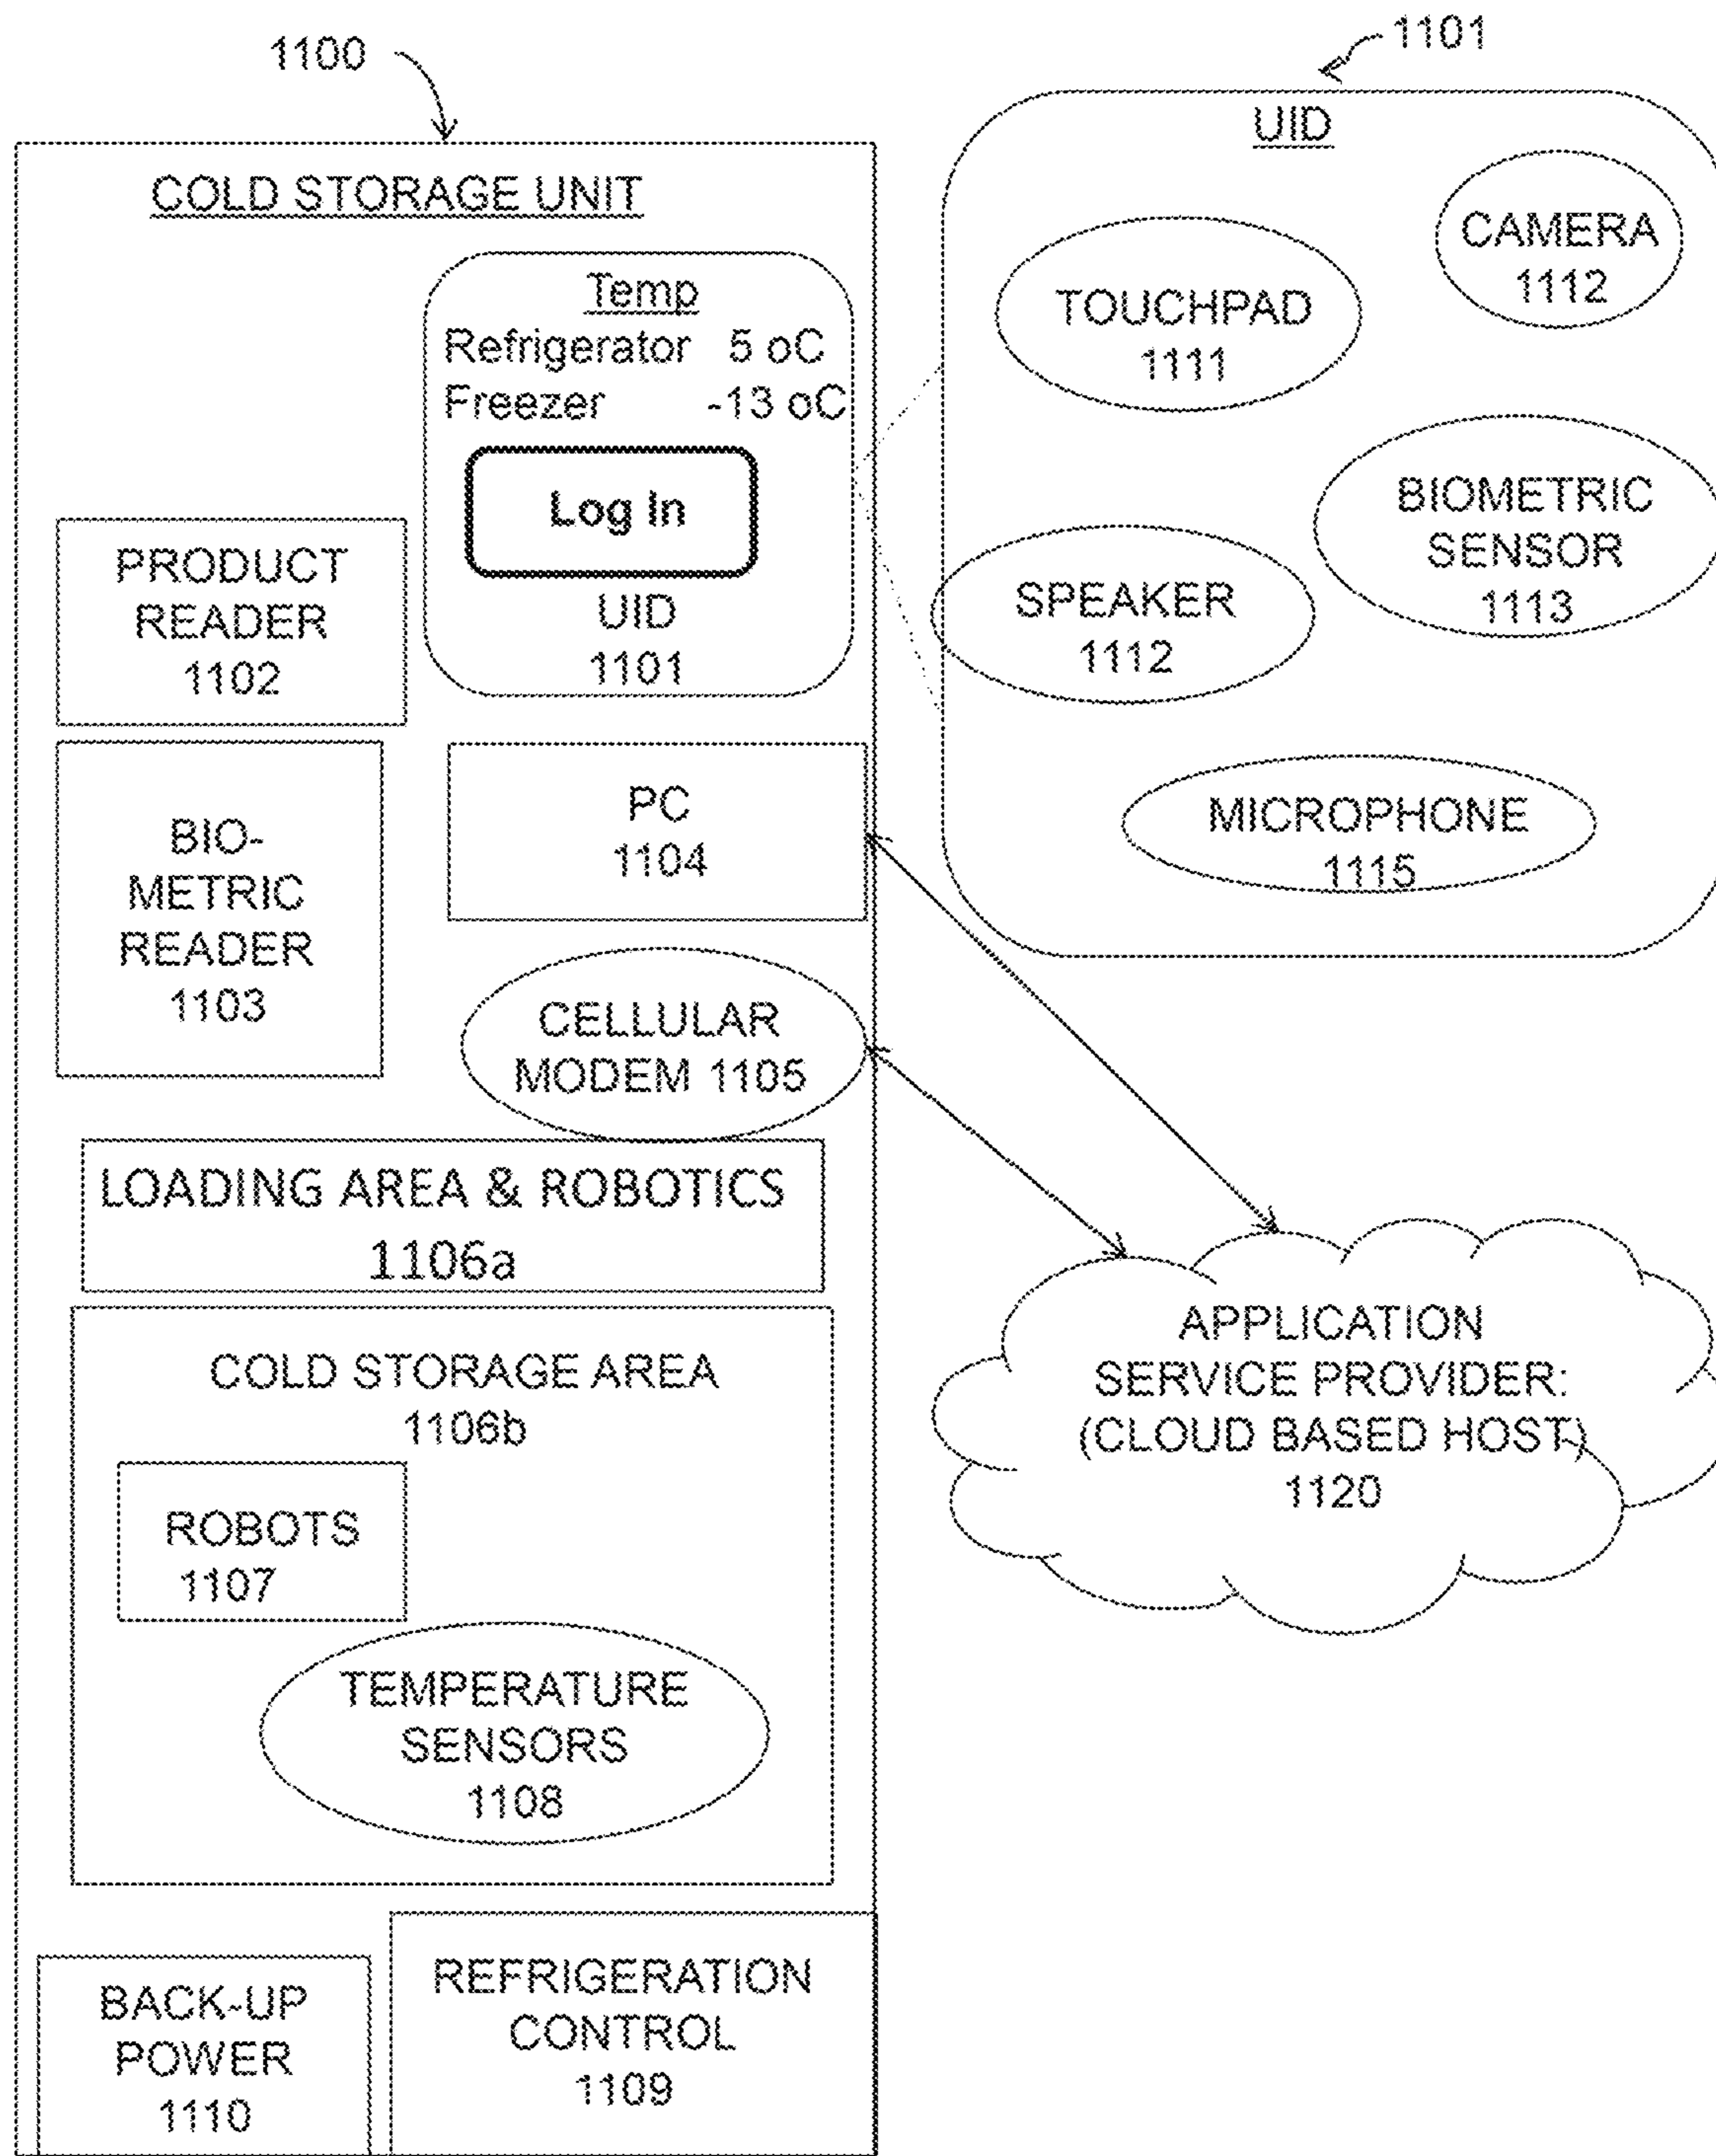 1100
1101
COLD STORAGE UNIT
Temp
Refrigerator 5 oC
Freezer -13 oC
Log In
UID
1101
PRODUCT
READER
1102
BIO-
METRIC
READER
1103
PC
1104
CELLULAR
MODEM 1105
LOADING AREA & ROBOTICS
1106a
COLD STORAGE AREA
1106b
ROBOTS
1107
TEMPERATURE
SENSORS
1108
BACK-UP
POWER
1110
REFRIGERATION
CONTROL
1109
UID
CAMERA
1112
TOUCHPAD
1111
BIOMETRIC
SENSOR
1113
SPEAKER
1112
MICROPHONE
1115
APPLICATION
SERVICE PROVIDER:
(CLOUD BASED HOST)
1120